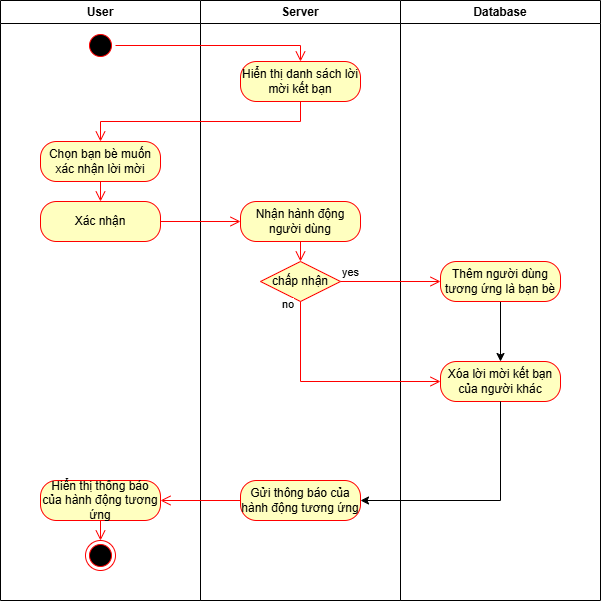 User
Server
Database
Hiển thị danh sách lời
mời kết bạn
Chọn bạn bè muốn
xác nhận lời mời
Xác nhận
Nhận hành động
người dùng
chấp nhận
yes
no
Thêm người dùng
tương ứng là bạn bè
Xóa lời mời kết bạn
của người khác
Gửi thông báo của
hành động tương ứng
Hiển thị thông báo
của hành động tương
ứng